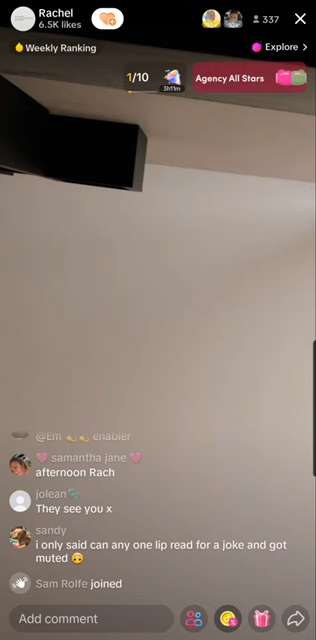 Rachel
6.5K likes
337
Weekly Ranking
Explore >
1/10
3h11m
Agency All Stars
@Em 💫💫 enabler
🩷 samantha jane 🩷
afternoon Rach
jolean🫧
They see you x
sandy
i only said can any one lip read for a joke and got
muted 🙃
Sam Rolfe joined
Add comment